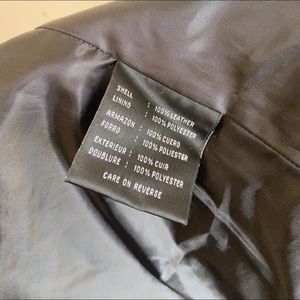 SHELL : 100% LEATHER
LINING : 100% POLYESTER
ARMAZON : 100% CUERO
FORRO : 100% POLIESTER
EXTERIEUR : 100% CUIR
DOUBLURE : 100% POLYESTER
CARE ON REVERSE